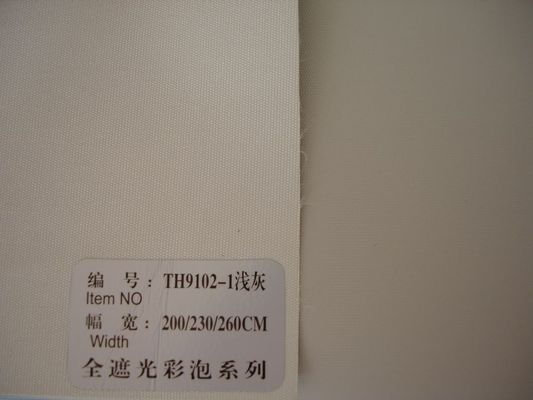 编 号：TH9102-1浅灰
Item NO
幅 宽：200/230/260CM
Width
全遮光彩泡系列